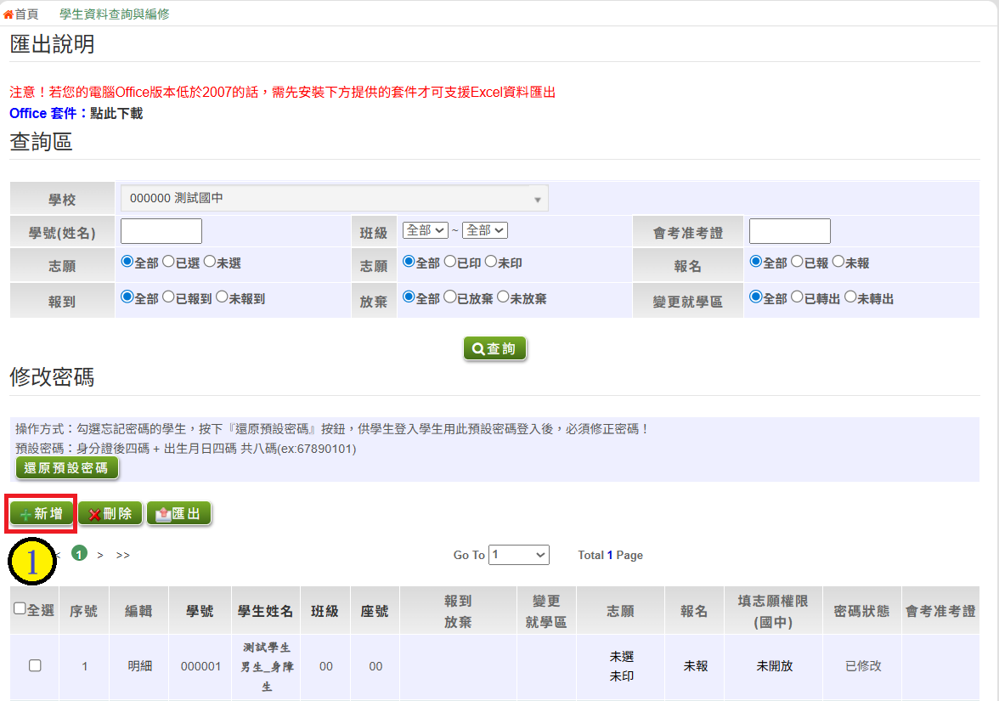 首頁 學生資料查詢與編修
匯出說明
注意！若您的電腦Office版本低於2007的話，需先安裝下方提供的套件才可支援Excel資料匯出
Office 套件：點此下載
查詢區
學校 000000 測試國中
學號(姓名) 班級 全部 ~ 全部 會考准考證
志願 全部 已選 未選 志願 全部 已印 未印 報名 全部 已報 未報
報到 全部 已報到 未報到 放棄 全部 已放棄 未放棄 變更就學區 全部 已轉出 未轉出
查詢
修改密碼
操作方式：勾選忘記密碼的學生，按下『還原預設密碼』按鈕，供學生登入學生用此預設密碼登入後，必須修正密碼！
預設密碼：身分證後四碼 + 出生月日四碼 共八碼(ex:67890101)
還原預設密碼
新增 刪除 匯出
1 < 1 > >> Go To 1 Total 1 Page
全選 序號 編輯 學號 學生姓名 班級 座號 報到 放棄 變更 就學區 志願 報名 填志願權限 (國中) 密碼狀態 會考准考證
1 明細 000001 測試學生 男生_身障 生 00 00 未選 未印 未報 未開放 已修改